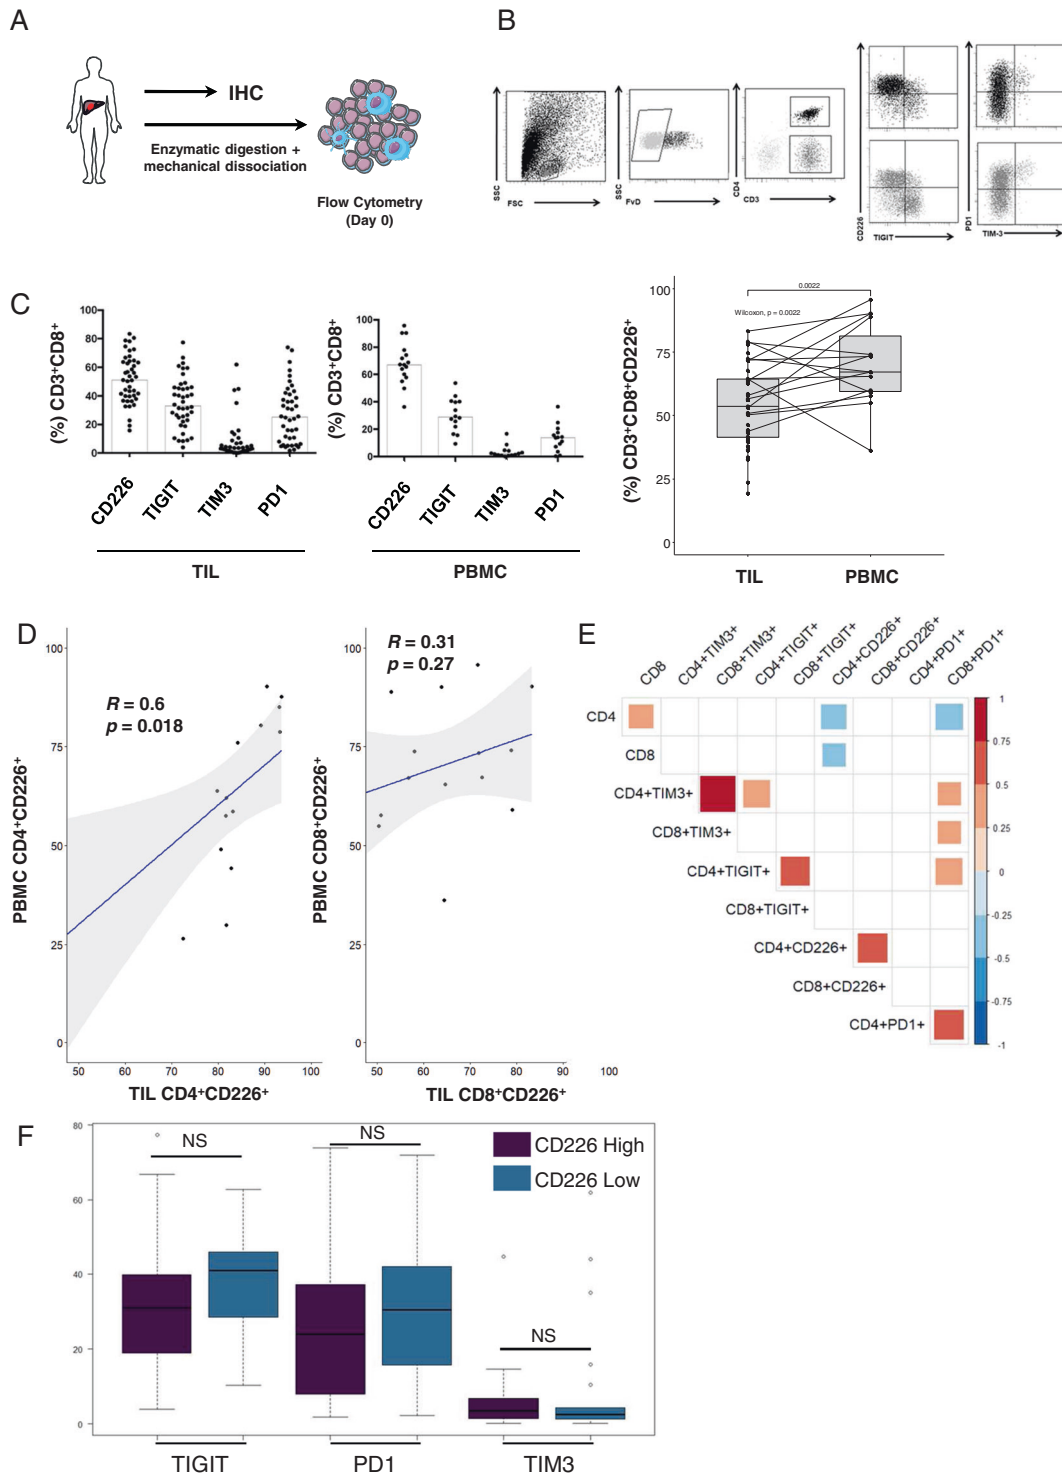 A
IHC
Enzymatic digestion +
mechanical dissociation
Flow Cytometry
(Day 0)
B
SSC
FSC
SSC
FvD
CD4
CD3
CD226
TIGIT
PD1
TIM-3
C
(%) CD3+CD8+
100
80
60
40
20
0
CD226
TIGIT
TIM3
PD1
TIL
(%) CD3+CD8+
100
80
60
40
20
0
CD226
TIGIT
TIM3
PD1
PBMC
(%) CD3+CD8+CD226+
100
75
50
25
0
0.0022
Wilcoxon, p = 0.0022
TIL
PBMC
D
R = 0.6
p = 0.018
PBMC CD4+CD226+
100
75
50
25
0
50 60 70 80 90 100
TIL CD4+CD226+
R = 0.31
p = 0.27
PBMC CD8+CD226+
100
75
50
25
0
50 60 70 80 90 100
TIL CD8+CD226+
E
CD8
CD4+TIM3+
CD8+TIM3+
CD4+TIGIT+
CD8+TIGIT+
CD4+CD226+
CD8+CD226+
CD4+PD1+
CD8+PD1+
CD4
CD8
CD4+TIM3+
CD8+TIM3+
CD4+TIGIT+
CD8+TIGIT+
CD4+CD226+
CD8+CD226+
CD4+PD1+
1
0.75
0.5
0.25
0
-0.25
-0.5
-0.75
-1
F
80
60
40
20
0
NS
NS
NS
CD226 High
CD226 Low
TIGIT
PD1
TIM3